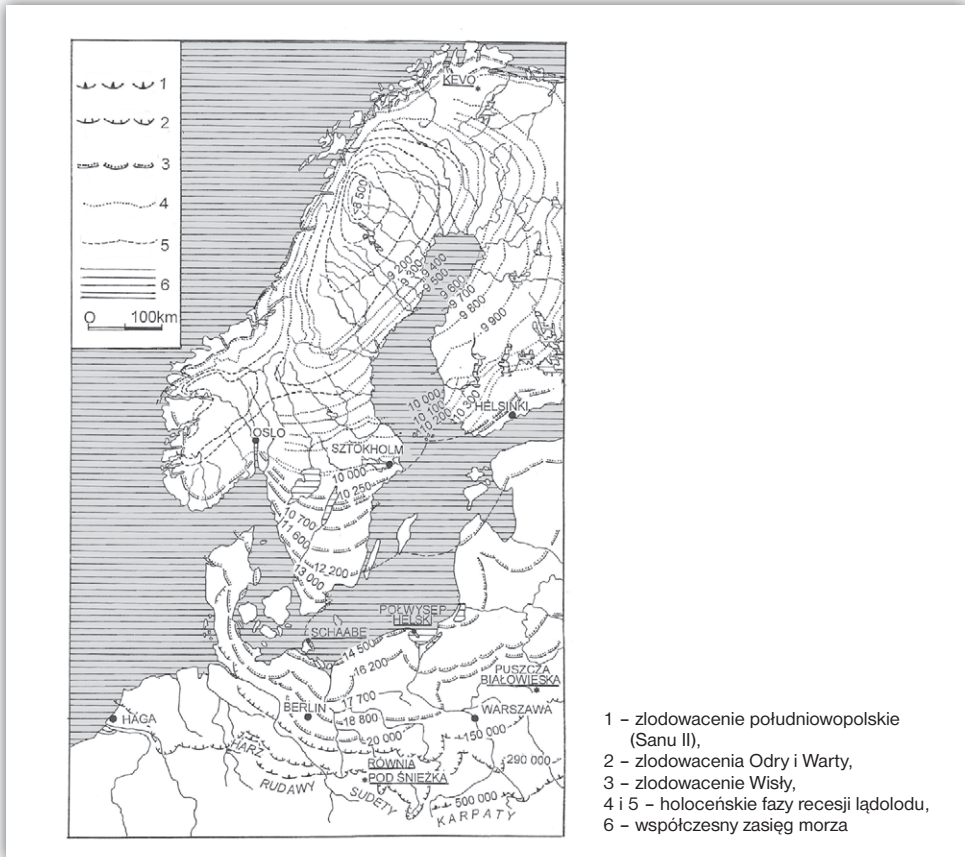 1
2
3
4
5
6
O 100km
KEVO
8 500
9 200
9 300
9 400
9 500
9 600
9 700
9 800
9 900
10 000
10 100
10 200
10 300
HELSINKI
OSLO
SZTOKHOLM
10 000
10 250
10 700
11 600
12 200
13 000
PÓŁWYSEP
HELSKI
SCHAABE
14 500
16 200
PUSZCZA
BIAŁOWIESKA
17 700
BERLIN
HAGA
WARSZAWA
18 800
20 000
150 000
HARZ
RÓWNIA
POD ŚNIEŻKĄ
290 000
RUDAWY
SUDETY
500 000
KARPATY
1 – zlodowacenie południowopolskie
(Sanu II),
2 – zlodowacenia Odry i Warty,
3 – zlodowacenie Wisły,
4 i 5 – holoceńskie fazy recesji lądolodu,
6 – współczesny zasięg morza